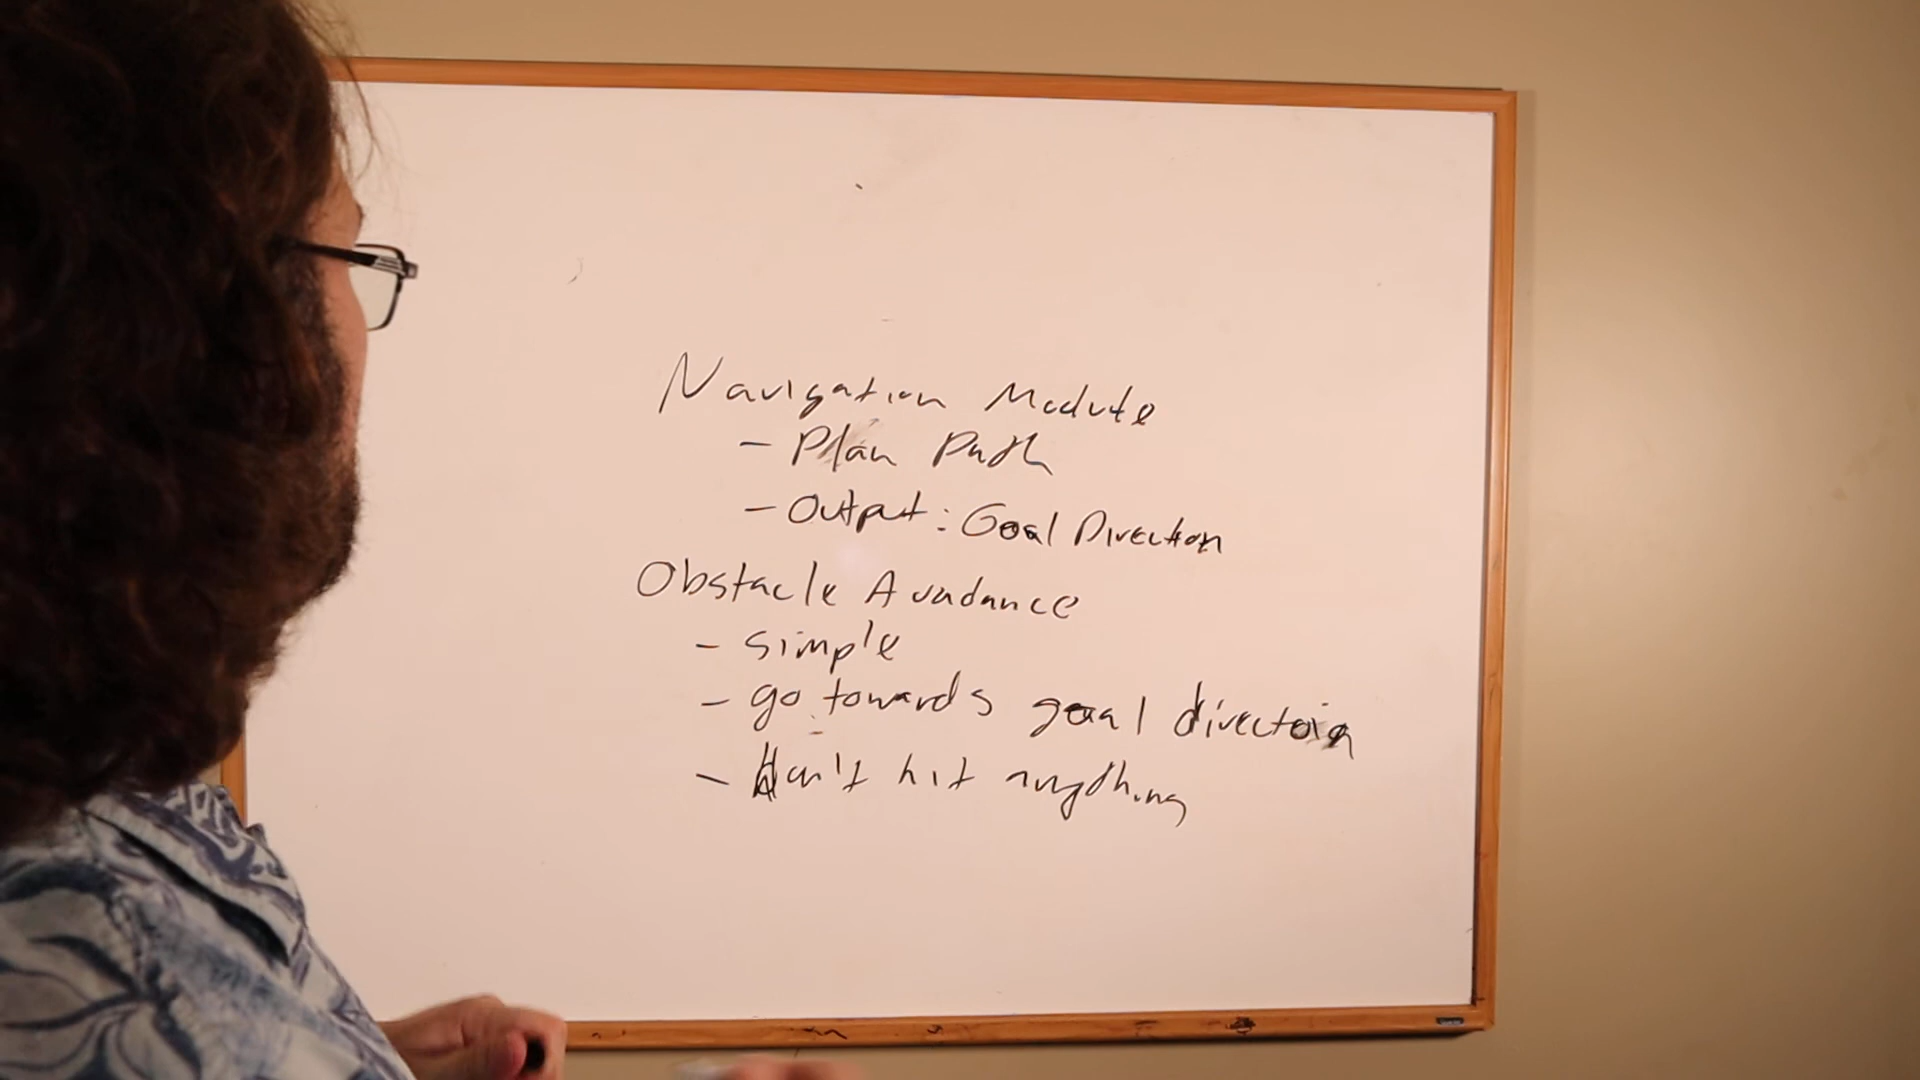 Navigation Module
- Plan Path
- Output: Goal Direction
Obstacle Avoidance
- simple
- go towards goal direction
- don't hit anything